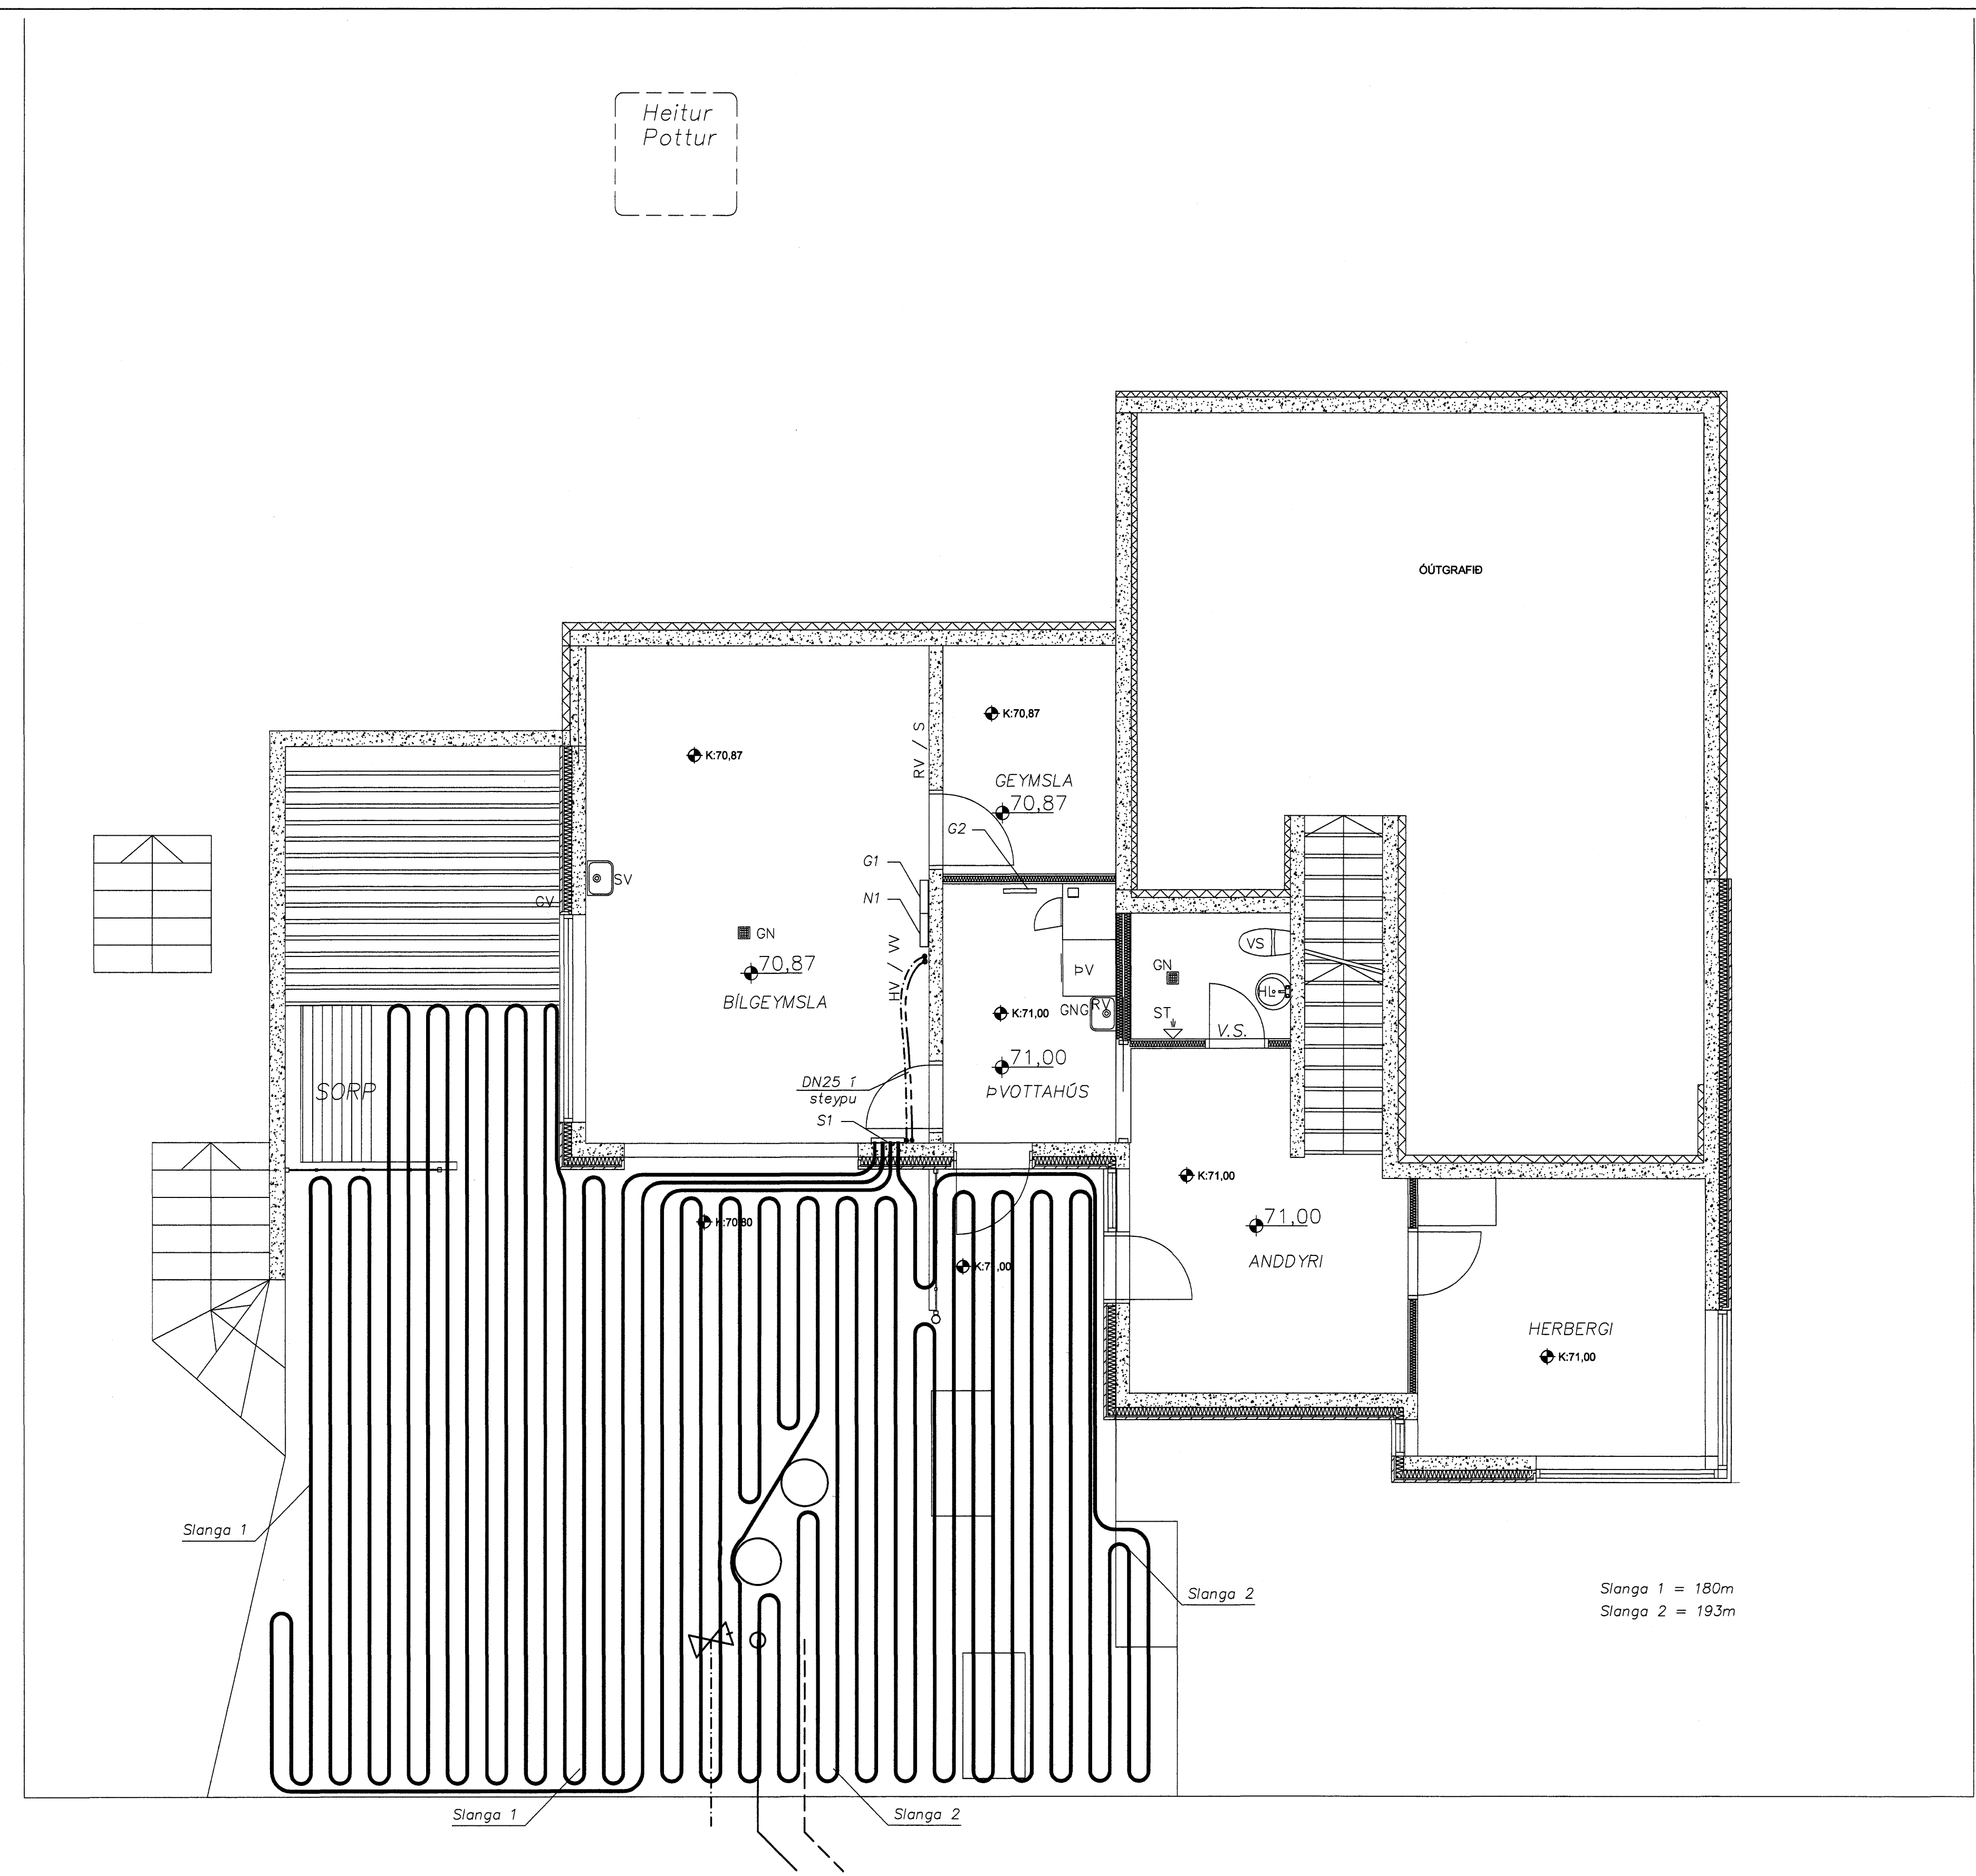 Heitur
Pottur
ÓÚTGRAFIÐ
K:70,87
K:70,87
RV / S
GEYMSLA
70,87
G2
G1
N1
SV
GV
GN
70,87
BÍLGEYMSLA
HV / VV
ÞV
RV
GNG
K:71,00
71,00
ÞVOTTAHÚS
VS
GN
HL
ST
V.S.
DN25 í
steypu
S1
SORP
K:71,00
71,00
ANDDYRI
K:70,80
K:71,00
HERBERGI
K:71,00
Slanga 1
Slanga 2
Slanga 1 = 180m
Slanga 2 = 193m
Slanga 1
Slanga 2